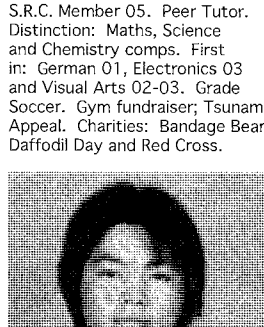 S.R.C. Member 05. Peer Tutor.
Distinction: Maths, Science
and Chemistry comps. First
in: German 01, Electronics 03
and Visual Arts 02-03. Grade
Soccer. Gym fundraiser; Tsunam
Appeal. Charities: Bandage Bear
Daffodil Day and Red Cross.